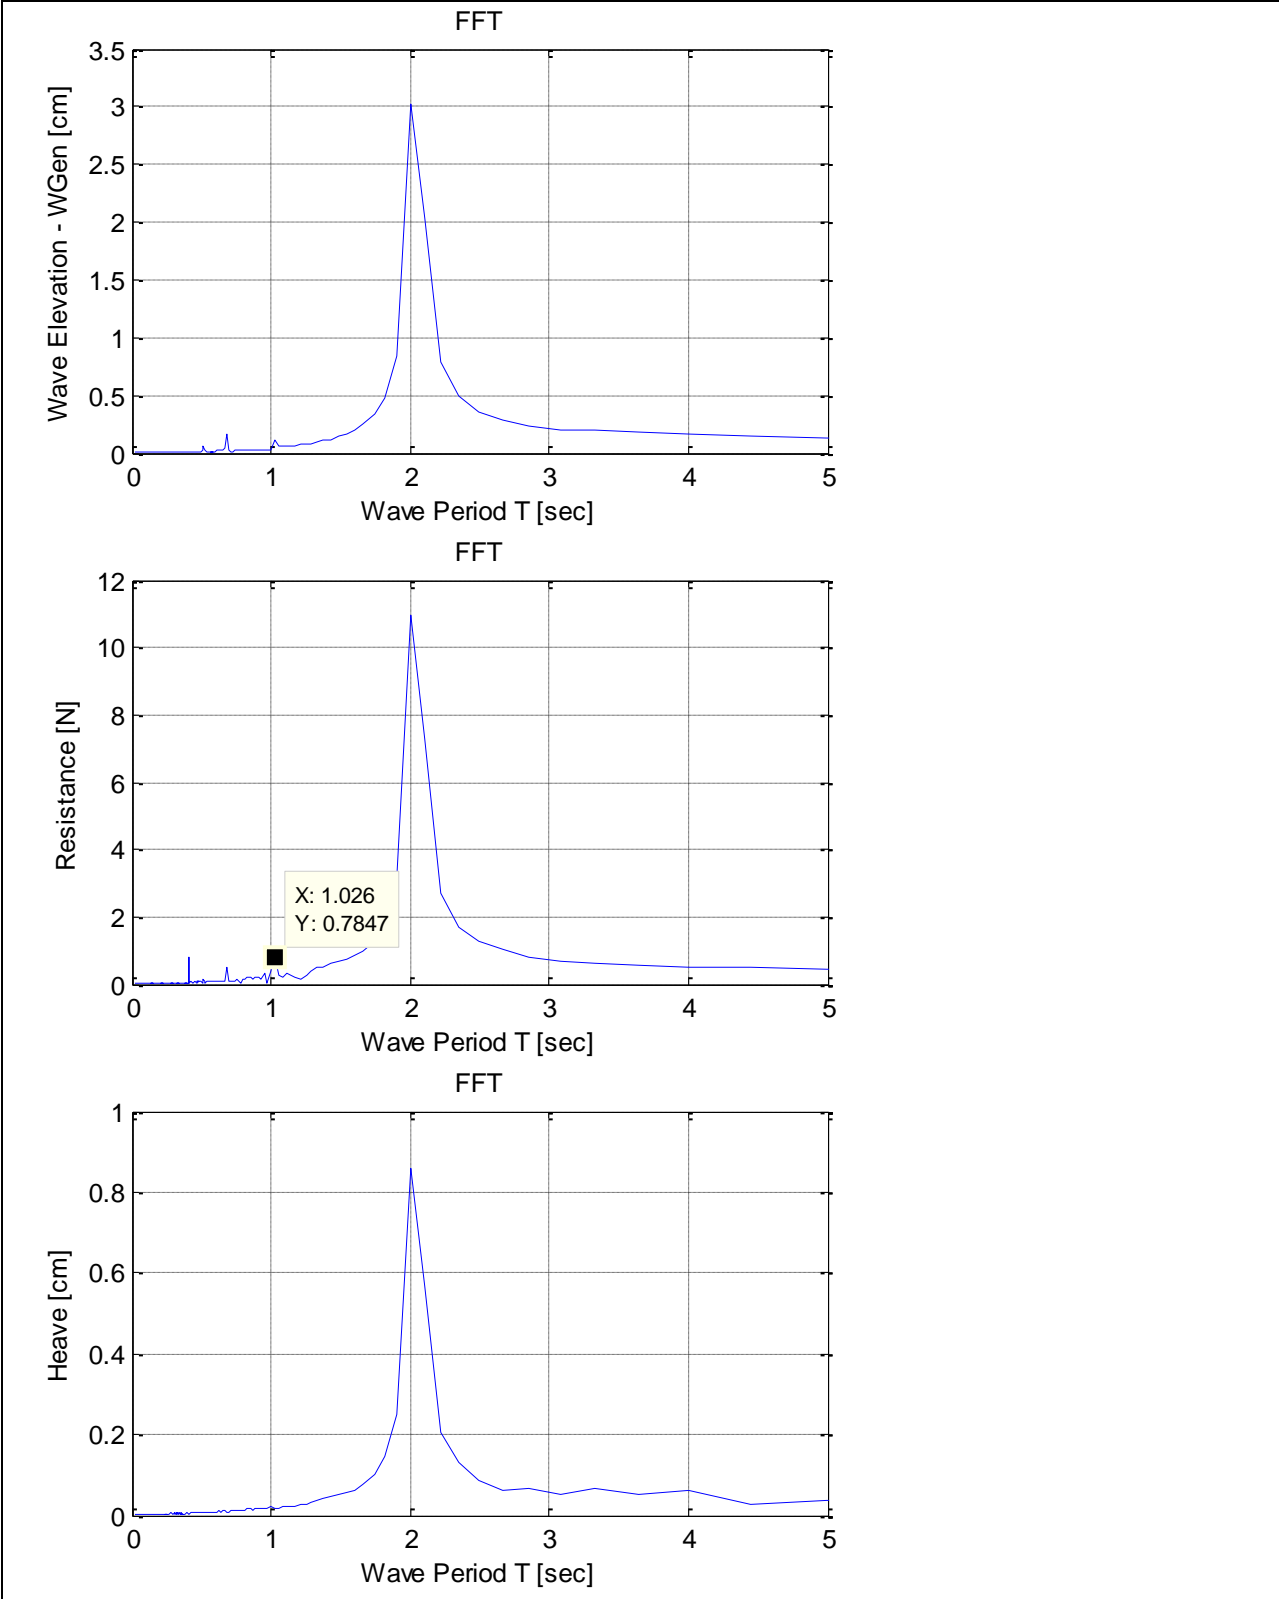 FFT
3.5
3
2.5
2
1.5
1
0.5
0
Wave Elevation - WGen [cm]
0 1 2 3 4 5
Wave Period T [sec]
FFT
12
10
8
6
4
2
0
Resistance [N]
X: 1.026
Y: 0.7847
0 1 2 3 4 5
Wave Period T [sec]
FFT
1
0.8
0.6
0.4
0.2
0
Heave [cm]
0 1 2 3 4 5
Wave Period T [sec]